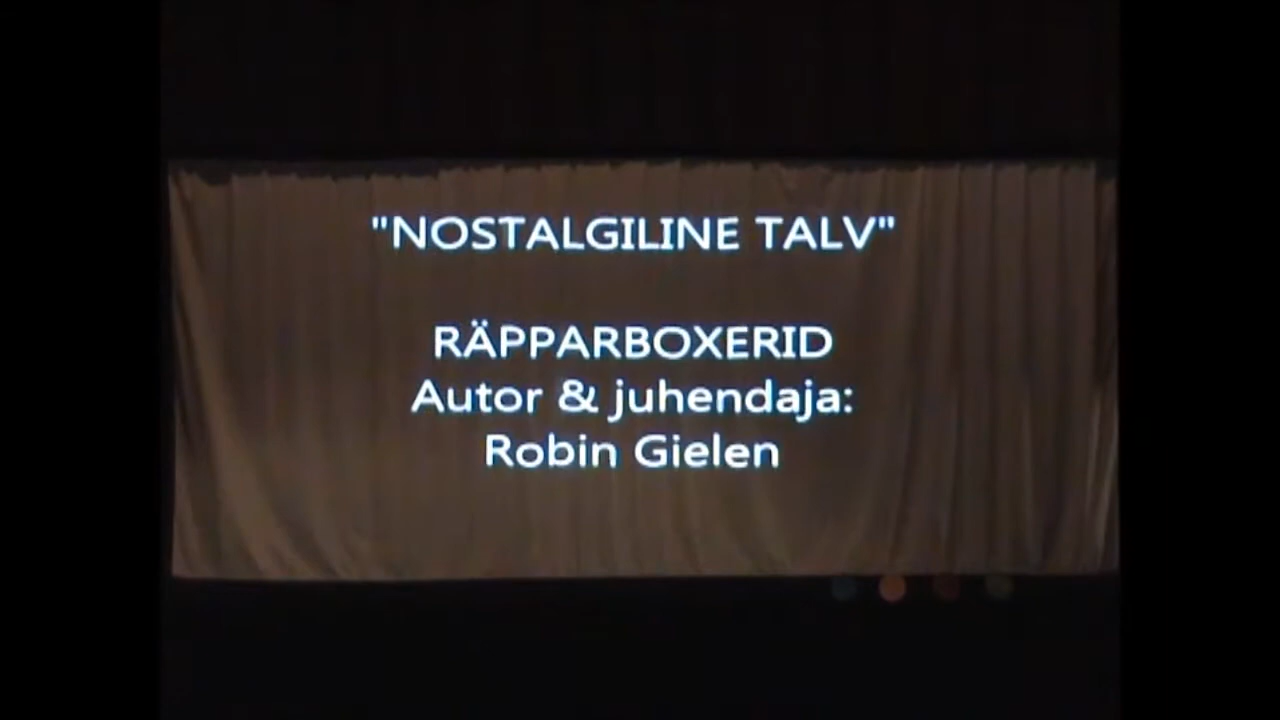 "NOSTALGILINE TALV"
RÄPPARBOXERID
Autor & juhendaja:
Robin Gielen